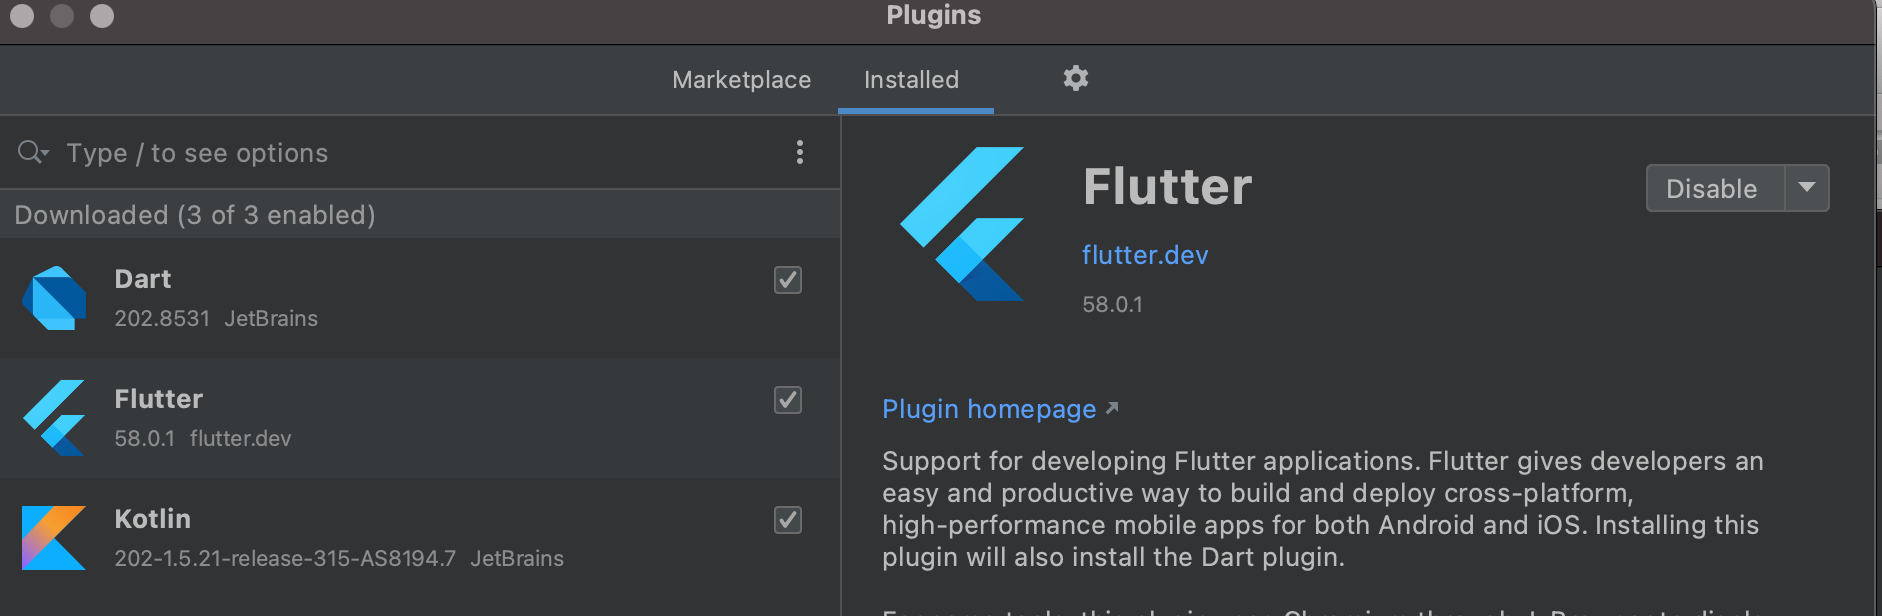 Plugins
Marketplace
Installed
Type / to see options
Downloaded (3 of 3 enabled)
Dart
202.8531 JetBrains
Flutter
58.0.1 flutter.dev
Kotlin
202-1.5.21-release-315-AS8194.7 JetBrains
Flutter
Disable
flutter.dev
58.0.1
Plugin homepage
Support for developing Flutter applications. Flutter gives developers an
easy and productive way to build and deploy cross-platform,
high-performance mobile apps for both Android and iOS. Installing this
plugin will also install the Dart plugin.